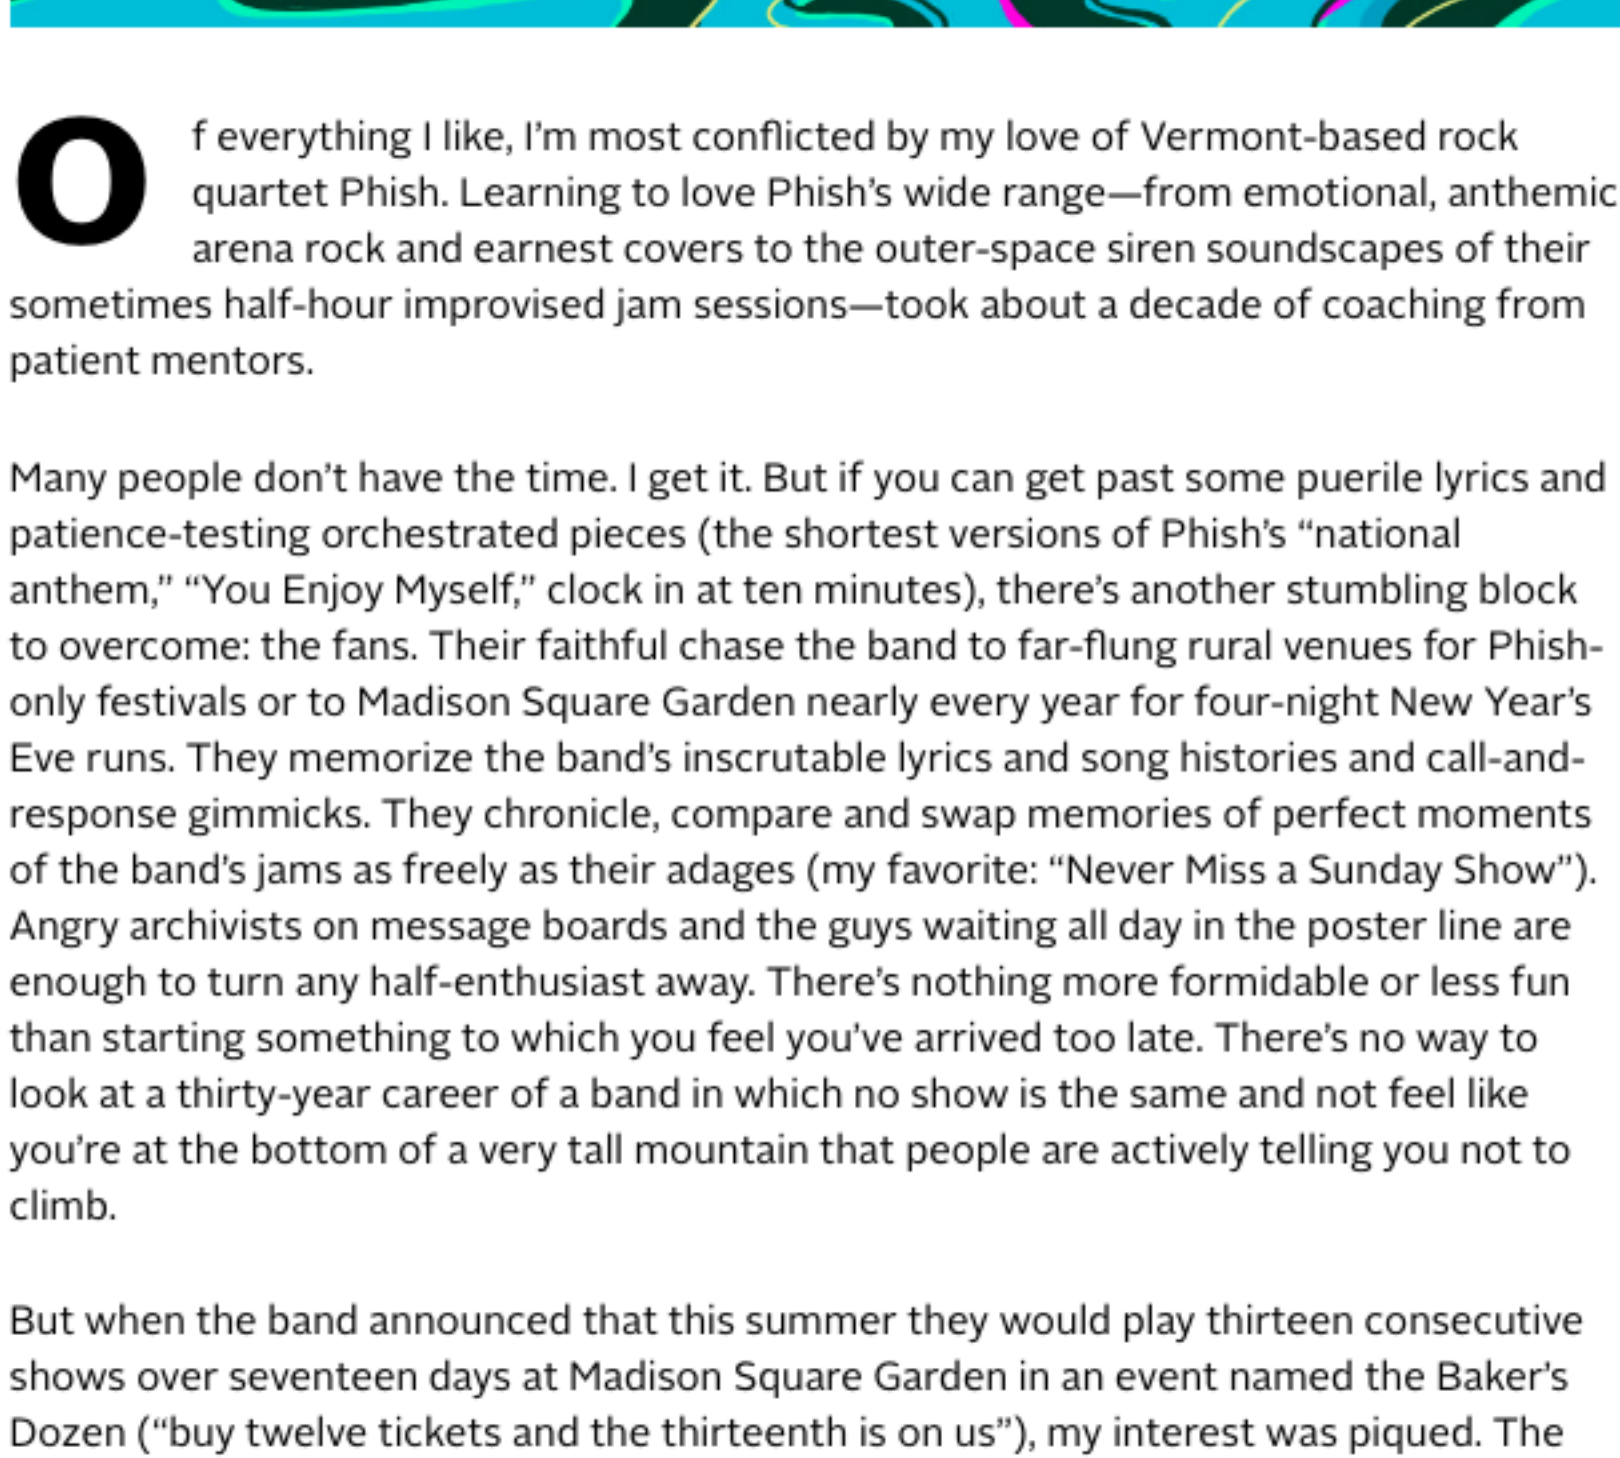 Of everything I like, I’m most conflicted by my love of Vermont-based rock
quartet Phish. Learning to love Phish’s wide range—from emotional, anthemic
arena rock and earnest covers to the outer-space siren soundscapes of their
sometimes half-hour improvised jam sessions—took about a decade of coaching from
patient mentors.
Many people don’t have the time. I get it. But if you can get past some puerile lyrics and
patience-testing orchestrated pieces (the shortest versions of Phish’s “national
anthem,” “You Enjoy Myself,” clock in at ten minutes), there’s another stumbling block
to overcome: the fans. Their faithful chase the band to far-flung rural venues for Phish-
only festivals or to Madison Square Garden nearly every year for four-night New Year’s
Eve runs. They memorize the band’s inscrutable lyrics and song histories and call-and-
response gimmicks. They chronicle, compare and swap memories of perfect moments
of the band’s jams as freely as their adages (my favorite: “Never Miss a Sunday Show”).
Angry archivists on message boards and the guys waiting all day in the poster line are
enough to turn any half-enthusiast away. There’s nothing more formidable or less fun
than starting something to which you feel you’ve arrived too late. There’s no way to
look at a thirty-year career of a band in which no show is the same and not feel like
you’re at the bottom of a very tall mountain that people are actively telling you not to
climb.
But when the band announced that this summer they would play thirteen consecutive
shows over seventeen days at Madison Square Garden in an event named the Baker’s
Dozen (“buy twelve tickets and the thirteenth is on us”), my interest was piqued. The